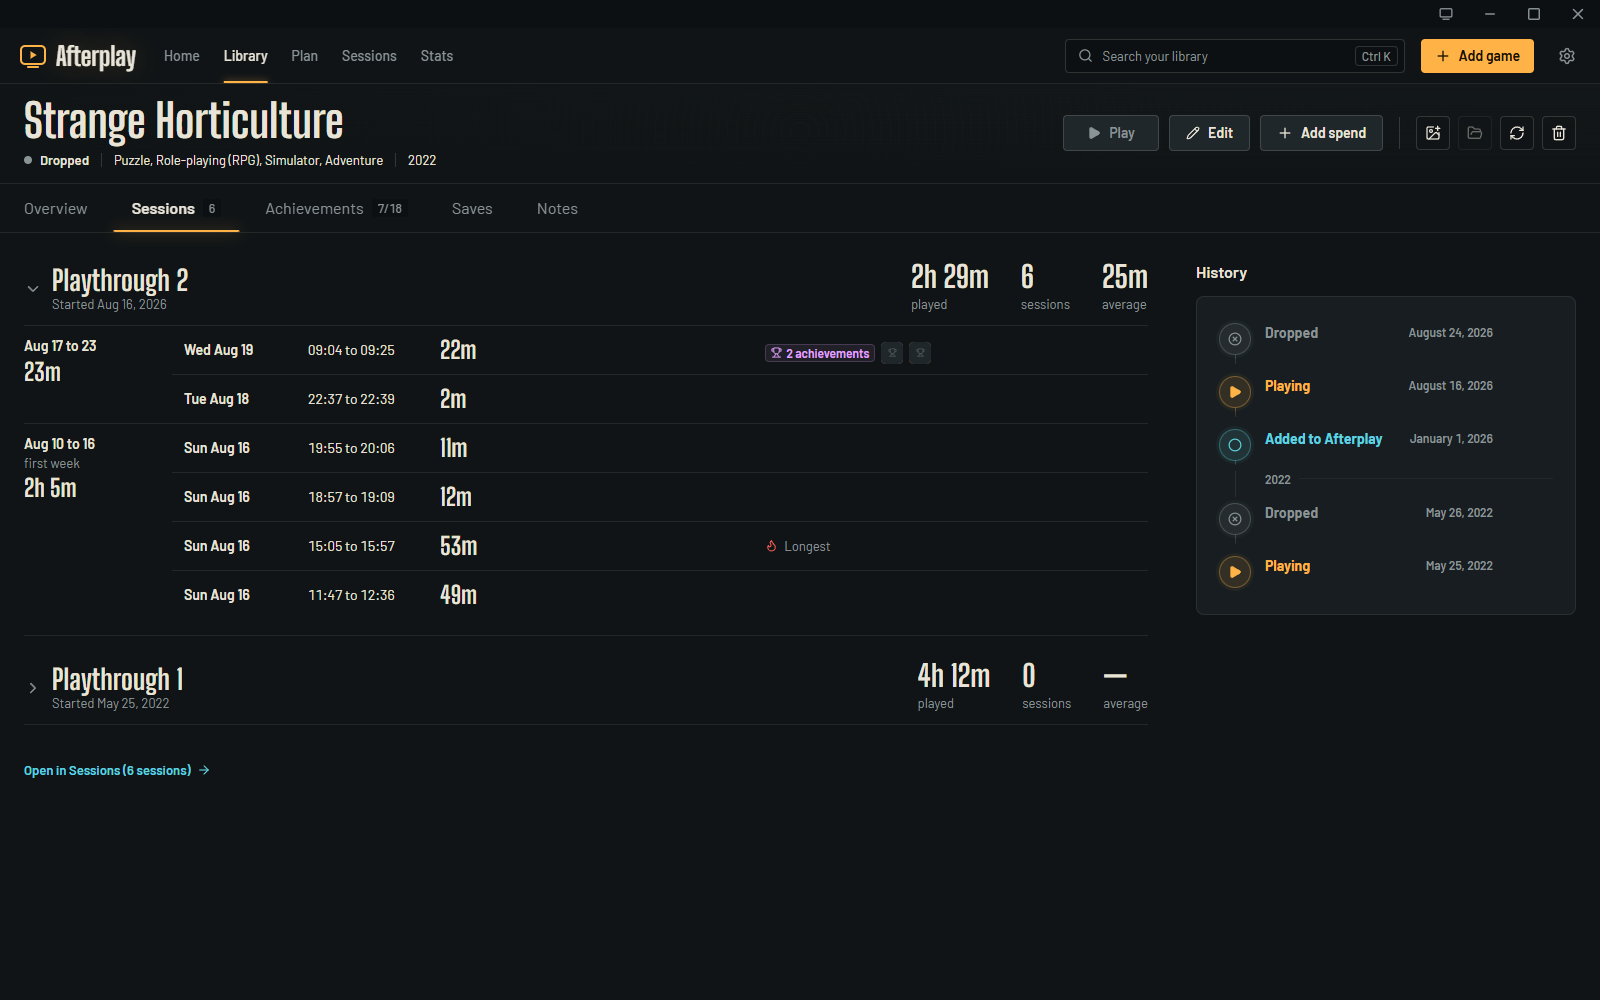 Afterplay
Home Library Plan Sessions Stats
Search your library Ctrl K
Add game
Strange Horticulture
Dropped Puzzle, Role-playing (RPG), Simulator, Adventure 2022
Play Edit Add spend
Overview Sessions 6 Achievements 7/18 Saves Notes
Playthrough 2
Started Aug 16, 2026
2h 29m played
6 sessions
25m average
Aug 17 to 23
23m
Wed Aug 19 09:04 to 09:25 22m 2 achievements
Tue Aug 18 22:37 to 22:39 2m
Aug 10 to 16
first week
2h 5m
Sun Aug 16 19:55 to 20:06 11m
Sun Aug 16 18:57 to 19:09 12m
Sun Aug 16 15:05 to 15:57 53m Longest
Sun Aug 16 11:47 to 12:36 49m
Playthrough 1
Started May 25, 2022
4h 12m played
0 sessions
— average
Open in Sessions (6 sessions)
History
Dropped August 24, 2026
Playing August 16, 2026
Added to Afterplay January 1, 2026
2022
Dropped May 26, 2022
Playing May 25, 2022